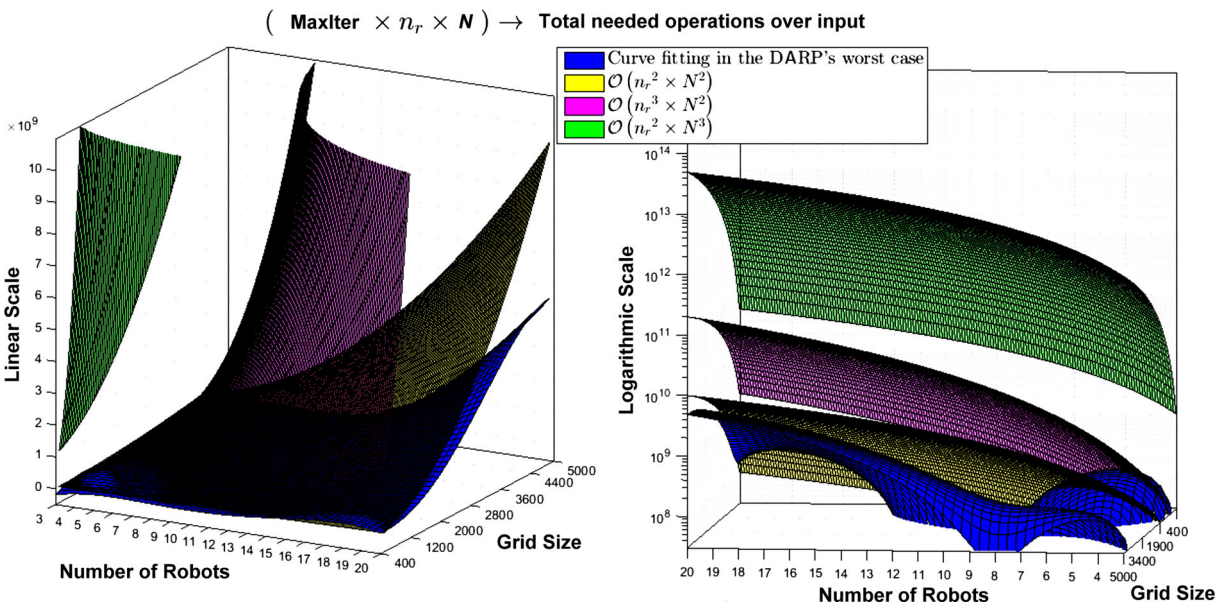 ( MaxIter × n_r × N ) → Total needed operations over input
Curve fitting in the DARP's worst case
O (n_r² × N²)
O (n_r³ × N²)
O (n_r² × N³)
× 10⁹
10
9
8
7
6
5
4
3
2
1
0
Linear Scale
3 4 5 6 7 8 9 10 11 12 13 14 15 16 17 18 19 20
Number of Robots
400 1200 2000 2800 3600 4400 5000
Grid Size
10¹⁴
10¹³
10¹²
10¹¹
10¹⁰
10⁹
10⁸
Logarithmic Scale
20 19 18 17 16 15 14 13 12 11 10 9 8 7 6 5 4
Number of Robots
5000 3400 1900 400
Grid Size